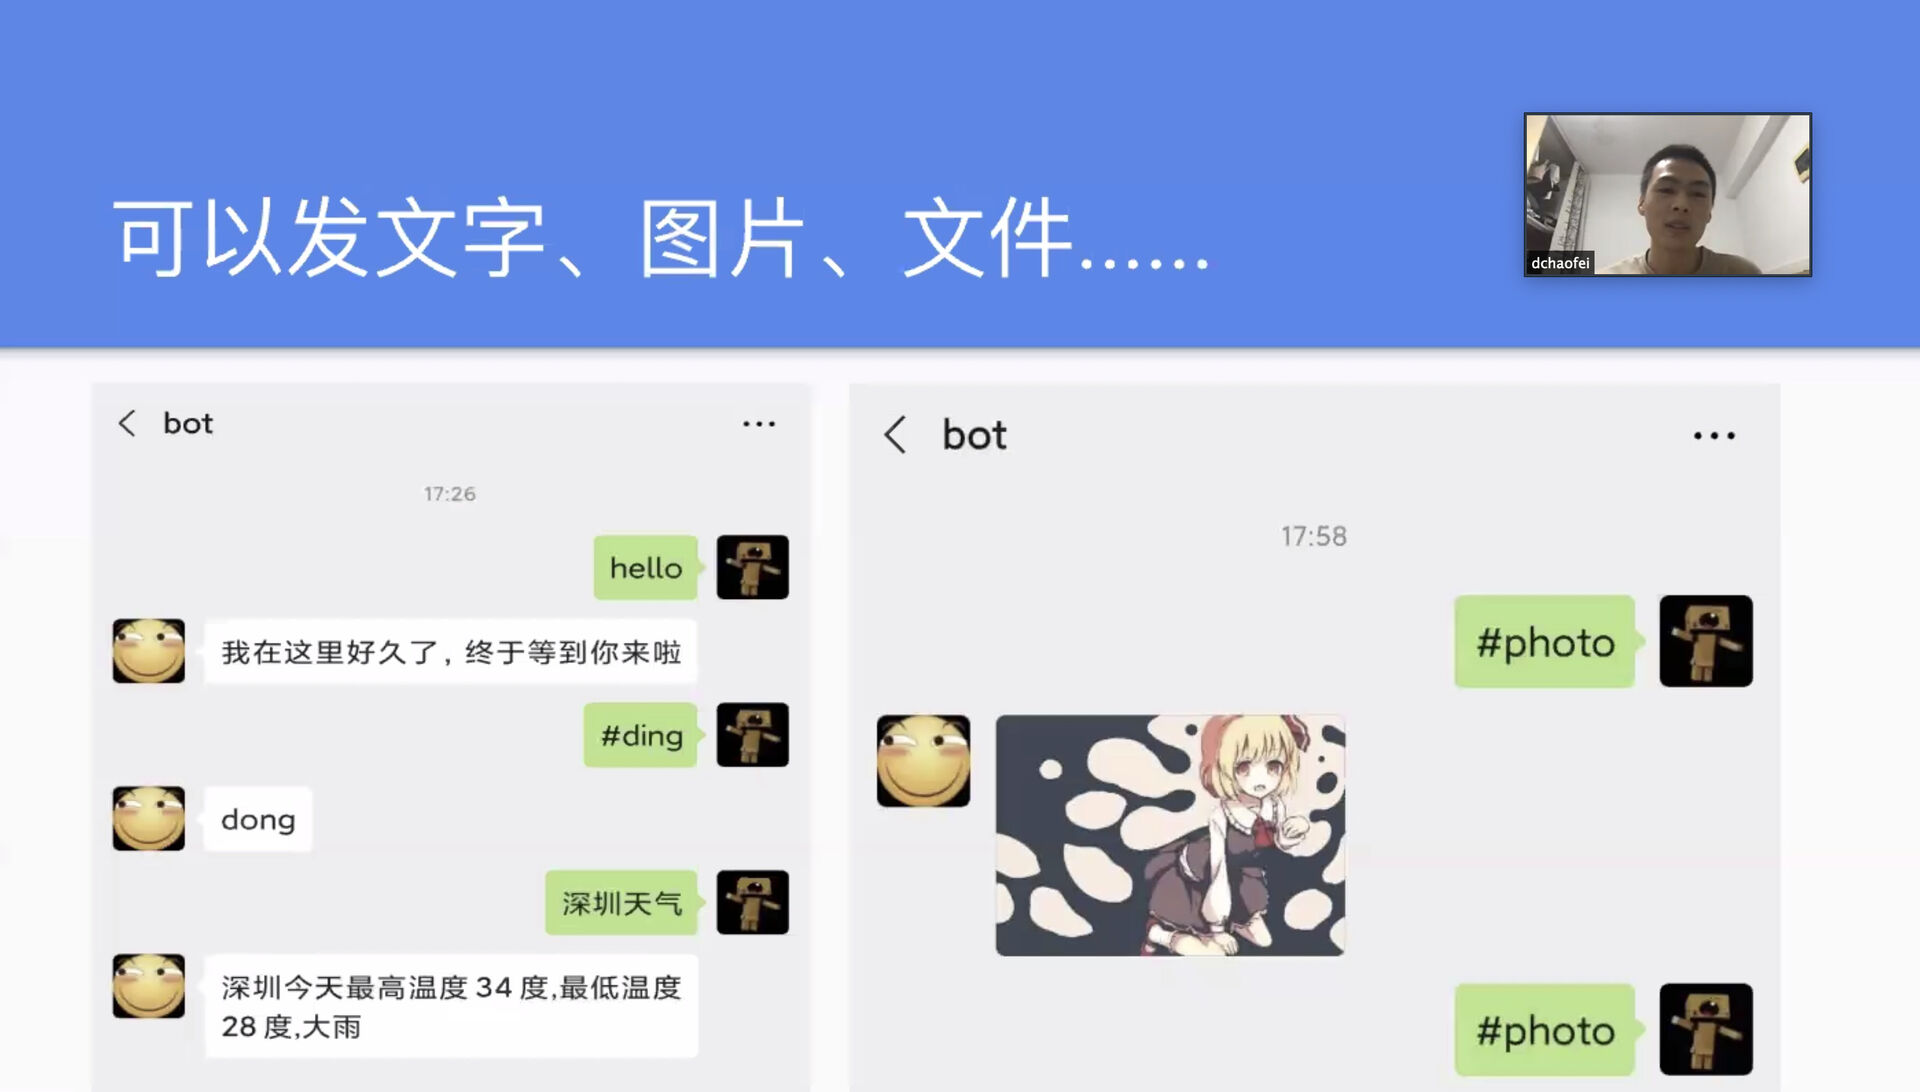 可以发文字、图片、文件……
dchaofei
bot
17:26
hello
我在这里好久了，终于等到你来啦
#ding
dong
深圳天气
深圳今天最高温度 34 度,最低温度
28 度,大雨
bot
17:58
#photo
#photo